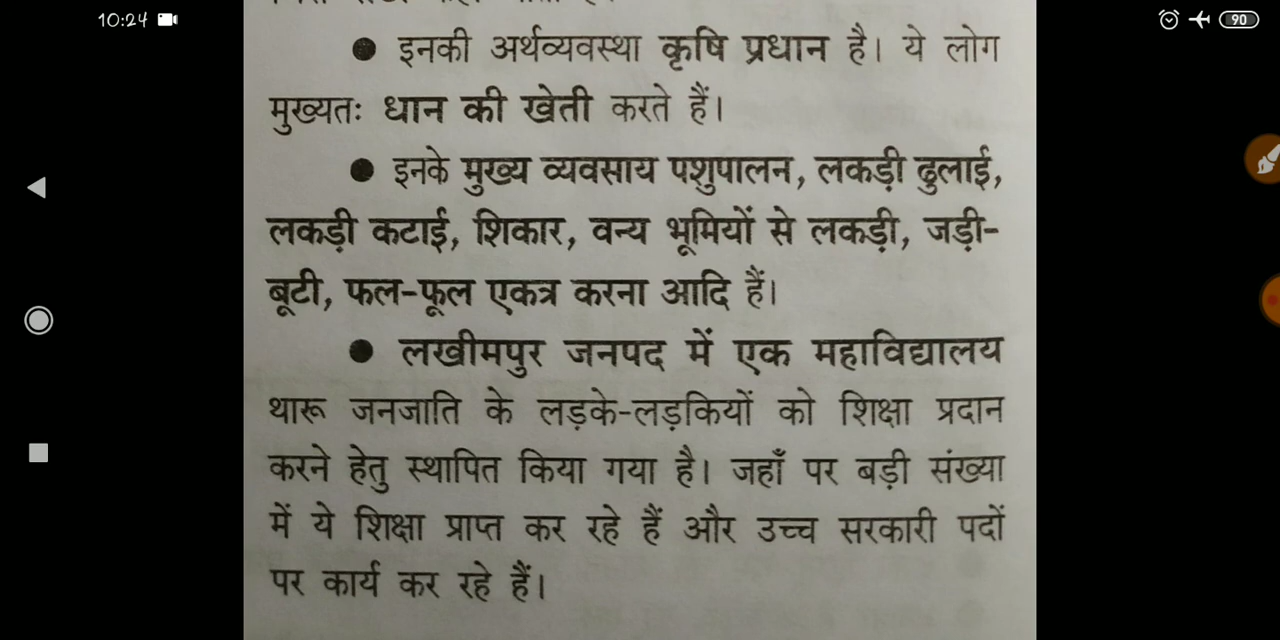 10:24
90
● इनकी अर्थव्यवस्था कृषि प्रधान है। ये लोग
मुख्यतः धान की खेती करते हैं।
● इनके मुख्य व्यवसाय पशुपालन, लकड़ी ढुलाई,
लकड़ी कटाई, शिकार, वन्य भूमियों से लकड़ी, जड़ी-
बूटी, फल-फूल एकत्र करना आदि हैं।
● लखीमपुर जनपद में एक महाविद्यालय
थारू जनजाति के लड़के-लड़कियों को शिक्षा प्रदान
करने हेतु स्थापित किया गया है। जहाँ पर बड़ी संख्या
में ये शिक्षा प्राप्त कर रहे हैं और उच्च सरकारी पदों
पर कार्य कर रहे हैं।